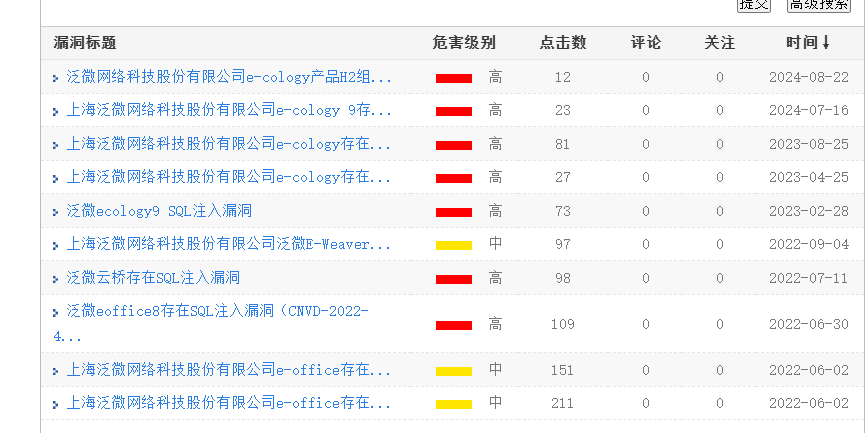 提交 高级搜索
漏洞标题 危害级别 点击数 评论 关注 时间↓
泛微网络科技股份有限公司e-cology产品H2组... 高 12 0 0 2024-08-22
上海泛微网络科技股份有限公司e-cology 9存... 高 23 0 0 2024-07-16
上海泛微网络科技股份有限公司e-cology存在... 高 81 0 0 2023-08-25
上海泛微网络科技股份有限公司e-cology存在... 高 27 0 0 2023-04-25
泛微ecology9 SQL注入漏洞 高 73 0 0 2023-02-28
上海泛微网络科技股份有限公司泛微E-Weaver... 中 97 0 0 2022-09-04
泛微云桥存在SQL注入漏洞 高 98 0 0 2022-07-11
泛微eoffice8存在SQL注入漏洞（CNVD-2022-
4... 高 109 0 0 2022-06-30
上海泛微网络科技股份有限公司e-office存在... 中 151 0 0 2022-06-02
上海泛微网络科技股份有限公司e-office存在... 中 211 0 0 2022-06-02